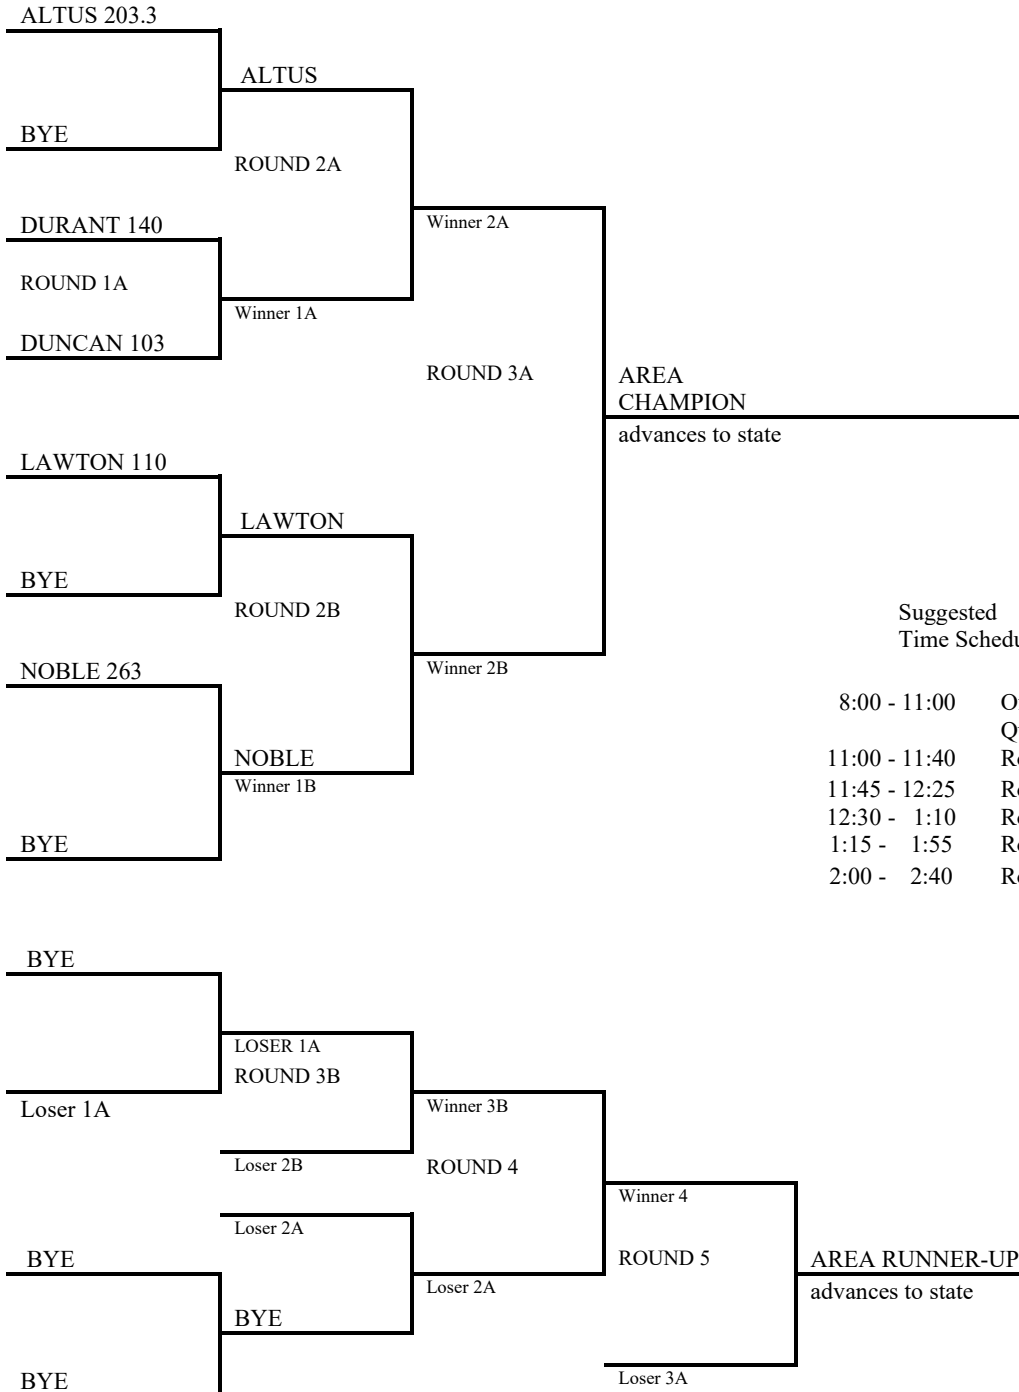 ALTUS 203.3
ALTUS
BYE
ROUND 2A
DURANT 140
Winner 2A
ROUND 1A
Winner 1A
DUNCAN 103
ROUND 3A
AREA
CHAMPION
advances to state
LAWTON 110
LAWTON
BYE
ROUND 2B
Suggested
NOBLE 263
Winner 2B
8:00 - 11:00
NOBLE
11:00 - 11:40
Winner 1B
11:45 - 12:25
12:30 - 1:10
BYE
1:15 - 1:55
2:00 - 2:40
BYE
LOSER 1A
ROUND 3B
Loser 1A
Winner 3B
Loser 2B
ROUND 4
Winner 4
Loser 2A
BYE
ROUND 5
AREA RUNNER-UP
Loser 2A
advances to state
BYE
BYE
Loser 3A